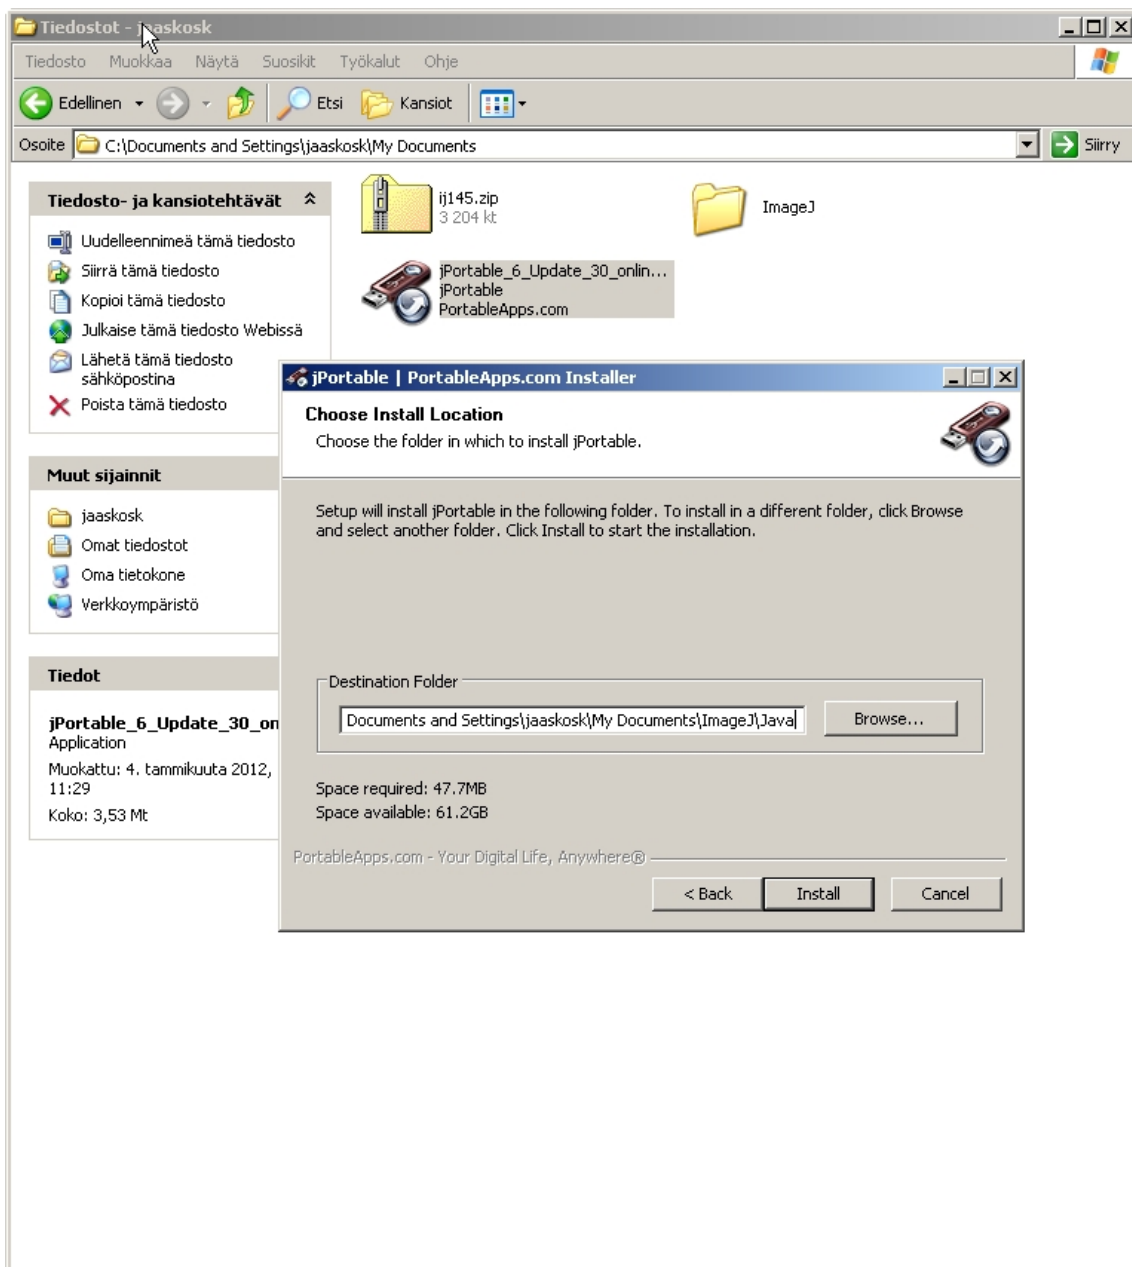 Tiedostot - jaaskosk
Tiedosto Muokkaa Näytä Suosikit Työkalut Ohje
Edellinen Etsi Kansiot
Osoite C:\Documents and Settings\jaaskosk\My Documents Siirry
Tiedosto- ja kansiotehtävät
Uudelleennimeä tämä tiedosto
Siirrä tämä tiedosto
Kopioi tämä tiedosto
Julkaise tämä tiedosto Webissä
Lähetä tämä tiedosto
sähköpostina
Poista tämä tiedosto
Muut sijainnit
jaaskosk
Omat tiedostot
Oma tietokone
Verkkoympäristö
Tiedot
jPortable_6_Update_30_on
Application
Muokattu: 4. tammikuuta 2012,
11:29
Koko: 3,53 Mt
ij145.zip
3 204 kt
ImageJ
jPortable_6_Update_30_onlin...
jPortable
PortableApps.com
jPortable | PortableApps.com Installer
Choose Install Location
Choose the folder in which to install jPortable.
Setup will install jPortable in the following folder. To install in a different folder, click Browse
and select another folder. Click Install to start the installation.
Destination Folder
Documents and Settings\jaaskosk\My Documents\ImageJ\Java
Browse...
Space required: 47.7MB
Space available: 61.2GB
PortableApps.com - Your Digital Life, Anywhere®
< Back Install Cancel